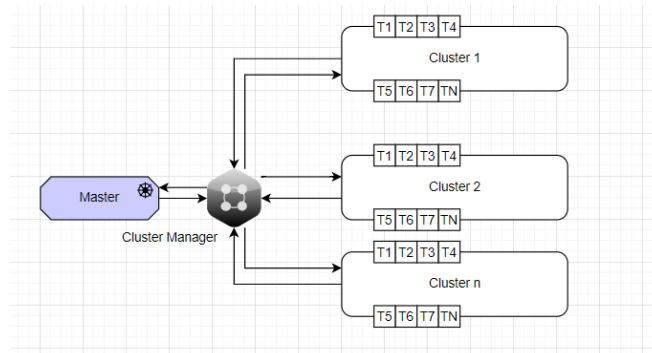 T1 T2 T3 T4
Cluster 1
T5 T6 T7 TN
T1 T2 T3 T4
Cluster 2
T5 T6 T7 TN
Master
Cluster Manager
T1 T2 T3 T4
Cluster n
T5 T6 T7 TN